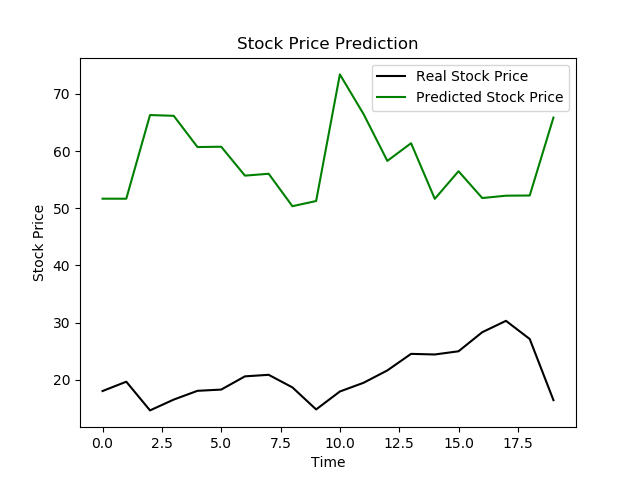 Stock Price Prediction
Real Stock Price
Predicted Stock Price
70
60
50
40
30
20
Stock Price
0.0 2.5 5.0 7.5 10.0 12.5 15.0 17.5
Time